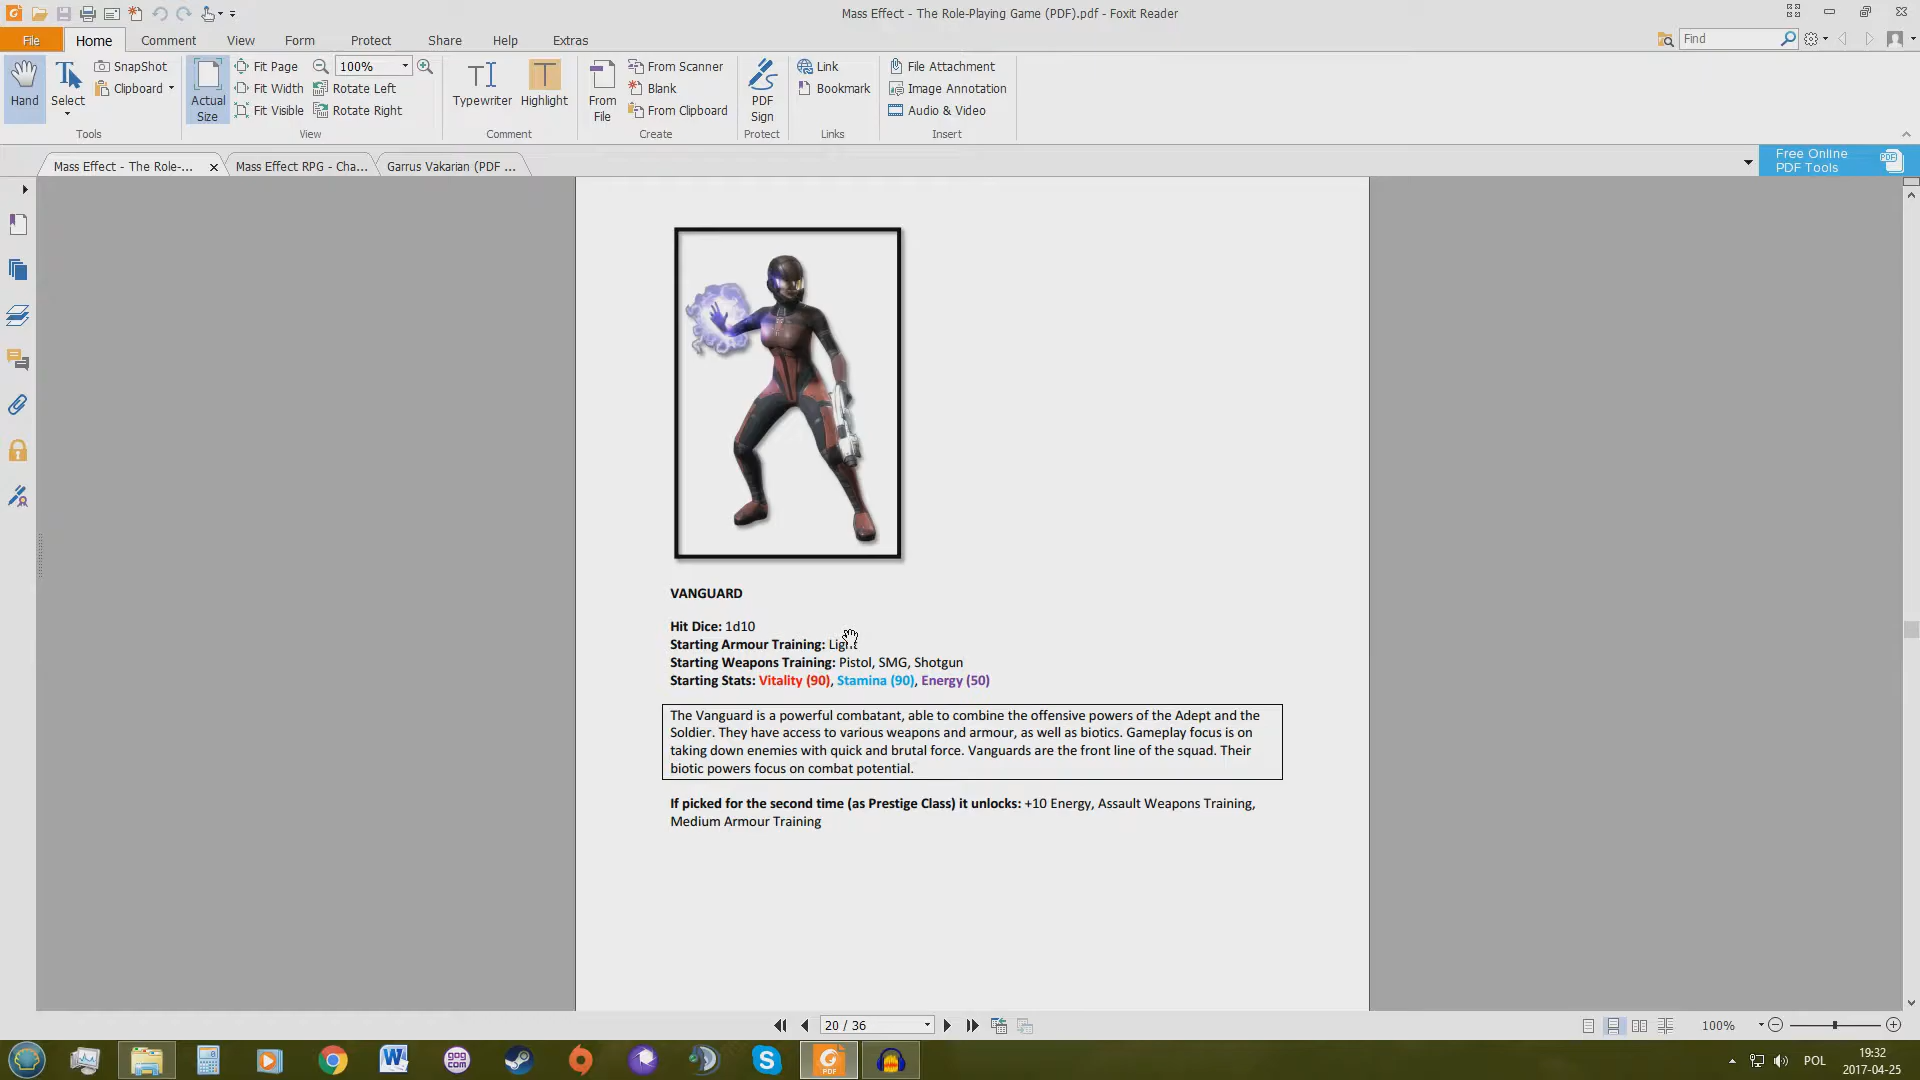 Mass Effect - The Role-Playing Game (PDF).pdf - Foxit Reader
File Home Comment View Form Protect Share Help Extras
Find
Hand
Select
SnapShot
Clipboard
Tools
Actual
Size
Fit Page
Fit Width
Fit Visible
100%
Rotate Left
Rotate Right
View
Typewriter
Highlight
Comment
From
File
From Scanner
Blank
From Clipboard
Create
PDF
Sign
Protect
Link
Bookmark
Links
File Attachment
Image Annotation
Audio & Video
Insert
Mass Effect - The Role-... Mass Effect RPG - Cha... Garrus Vakarian (PDF ...
Free Online
PDF Tools
VANGUARD
Hit Dice: 1d10
Starting Armour Training: Light
Starting Weapons Training: Pistol, SMG, Shotgun
Starting Stats: Vitality (90), Stamina (90), Energy (50)
The Vanguard is a powerful combatant, able to combine the offensive powers of the Adept and the
Soldier. They have access to various weapons and armour, as well as biotics. Gameplay focus is on
taking down enemies with quick and brutal force. Vanguards are the front line of the squad. Their
biotic powers focus on combat potential.
If picked for the second time (as Prestige Class) it unlocks: +10 Energy, Assault Weapons Training,
Medium Armour Training
20 / 36
100%
POL
19:32
2017-04-25